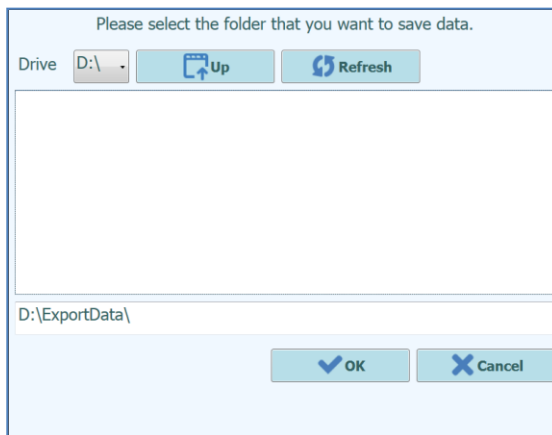 Please select the folder that you want to save data.
Drive D:\ Up Refresh
D:\ExportData\
OK Cancel